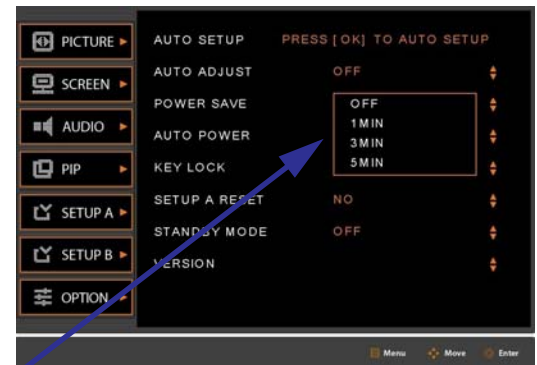 PICTURE
SCREEN
AUDIO
PIP
SETUP A
SETUP B
OPTION
AUTO SETUP PRESS [ OK] TO AUTO SETUP
AUTO ADJUST OFF
POWER SAVE
AUTO POWER
KEY LOCK
SETUP A RESET NO
STANDBY MODE OFF
VERSION
OFF
1MIN
3MIN
5MIN
Menu Move Enter